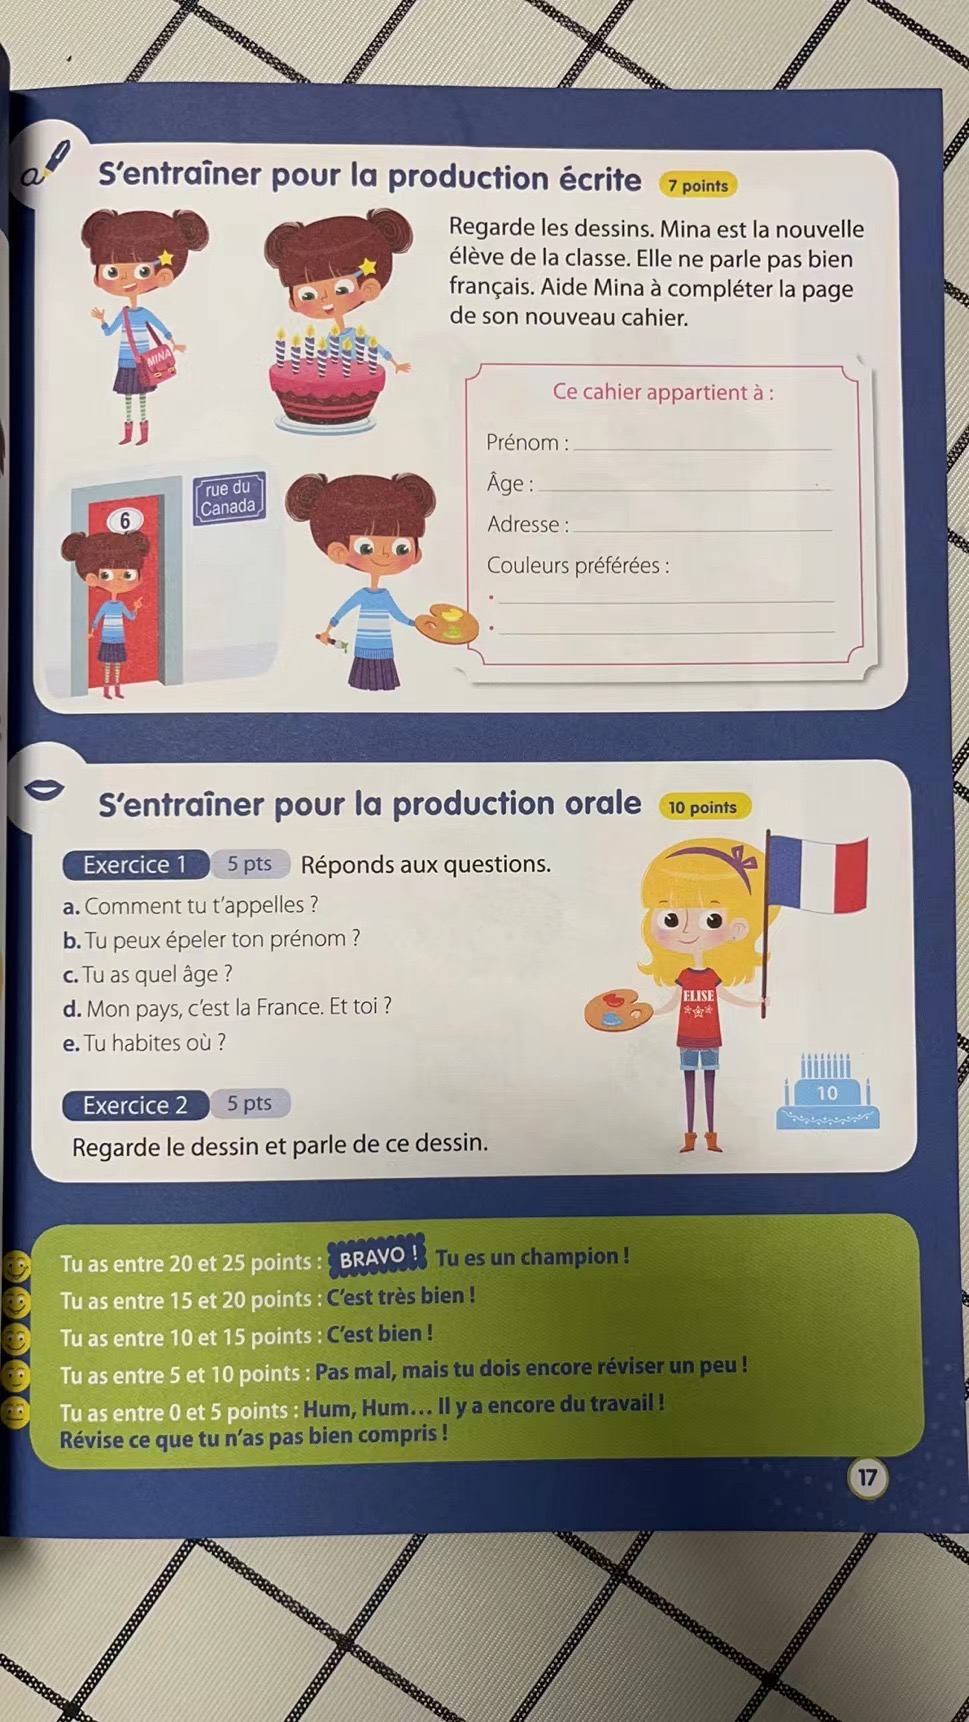 a
S'entraîner pour la production écrite 7 points
Regarde les dessins. Mina est la nouvelle
élève de la classe. Elle ne parle pas bien
français. Aide Mina à compléter la page
de son nouveau cahier.
MINA
Ce cahier appartient à :
Prénom :
Âge :
Adresse :
Couleurs préférées :
rue du
Canada
6
S'entraîner pour la production orale 10 points
Exercice 1 5 pts Réponds aux questions.
a. Comment tu t'appelles ?
b. Tu peux épeler ton prénom ?
c. Tu as quel âge ?
d. Mon pays, c'est la France. Et toi ?
e. Tu habites où ?
ELISE
10
Exercice 2 5 pts
Regarde le dessin et parle de ce dessin.
Tu as entre 20 et 25 points : BRAVO ! Tu es un champion !
Tu as entre 15 et 20 points : C'est très bien !
Tu as entre 10 et 15 points : C'est bien !
Tu as entre 5 et 10 points : Pas mal, mais tu dois encore réviser un peu !
Tu as entre 0 et 5 points : Hum, Hum... Il y a encore du travail !
Révise ce que tu n'as pas bien compris !
17